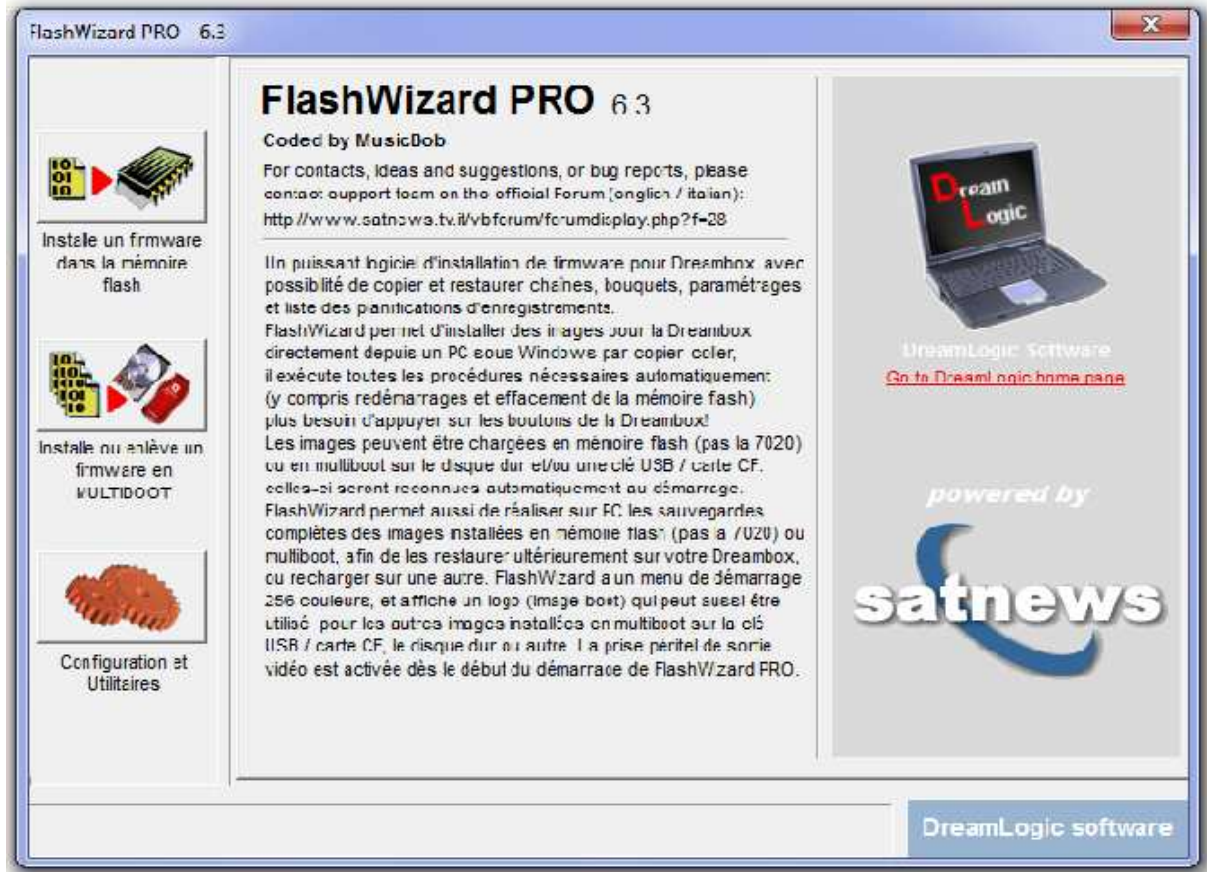 FlashWizard PRO 6.3
FlashWizard PRO 6.3
Coded by MusicBob
For contacts, ideas and suggestions, or bug reports, please
contact support team on the official Forum (english / italian):
http://www.satnews.tv.it/vbforum/forumdisplay.php?f=28
Installe un firmware
dans la mémoire
flash
Installe ou enlève un
firmware en
MULTIBOOT
Configuration et
Utilitaires
Un puissant logiciel d'installation de firmware pour Dreambox, avec
possiblité de copier et restaurer chaînes, bouquets, paramétrages
et liste des planifications d'enregistrements.
FlashWizard permet d'installer des images pour la Dreambox
directement depuis un PC sous Windows par copier coler,
il exécute toutes les procédures nécessaires automatiquement
(y compris redémarrages et effacement de la mémoire fash)
plus besoin d'appuyer sur les boutons de la Dreambox!
Les images peuvent être chargées en mémoire flash (pas la 7020)
ou en multiboot sur le disque dur et/ou une clé USB / carte CF.
celles-ci seront reconnues automatiquement au démarrage.
FlashWizard permet aussi de réaliser sur PC les sauvegardes
complètes des images installées en mémoire flash (pas la 7020) ou
multiboot, afin de les restaurer ultérieurement sur votre Dreambox,
ou recharger sur une autre. FlashWizard a un menu de démarrage
256 couleurs, et affiche un logo (image boot) qui peut aussi être
utilisé pour les autres images installées en multiboot sur la clé
USB / carte CF, le disque dur ou autre. La prise péritel de sortie
vidéo est activée dès le début du démarrage de FlashWizard PRO.
Dream
Logic
DreamLogic Software
Go to DreamLogic home page
powered by
satnews
DreamLogic software